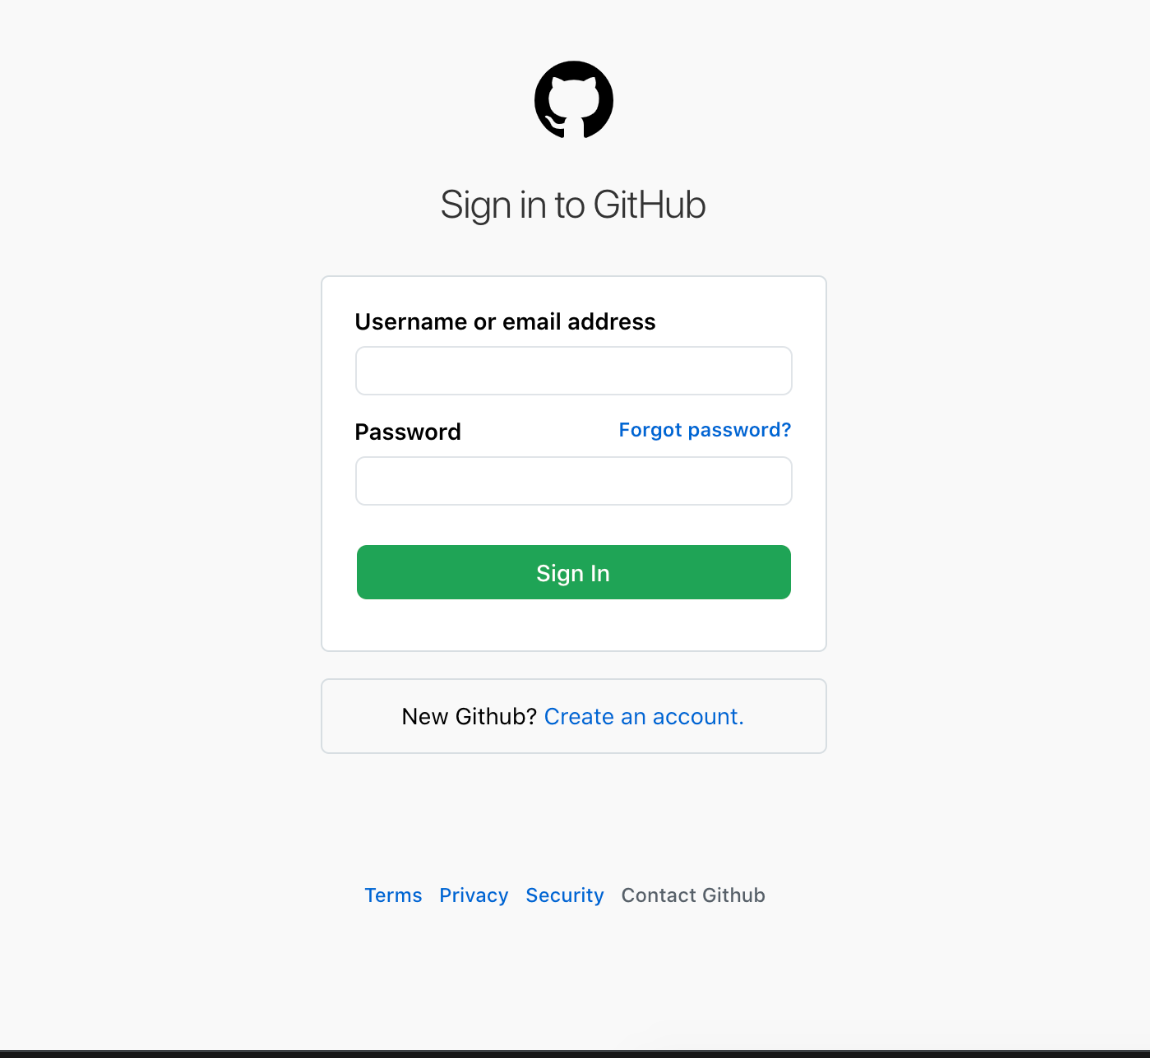 Sign in to GitHub
Username or email address
Password Forgot password?
Sign In
New Github? Create an account.
Terms Privacy Security Contact Github